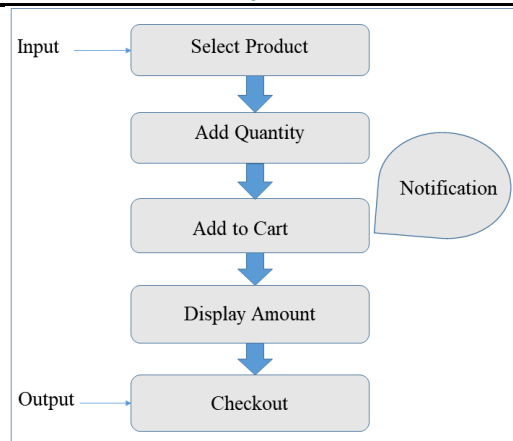 Input
Select Product
Add Quantity
Notification
Add to Cart
Display Amount
Output
Checkout